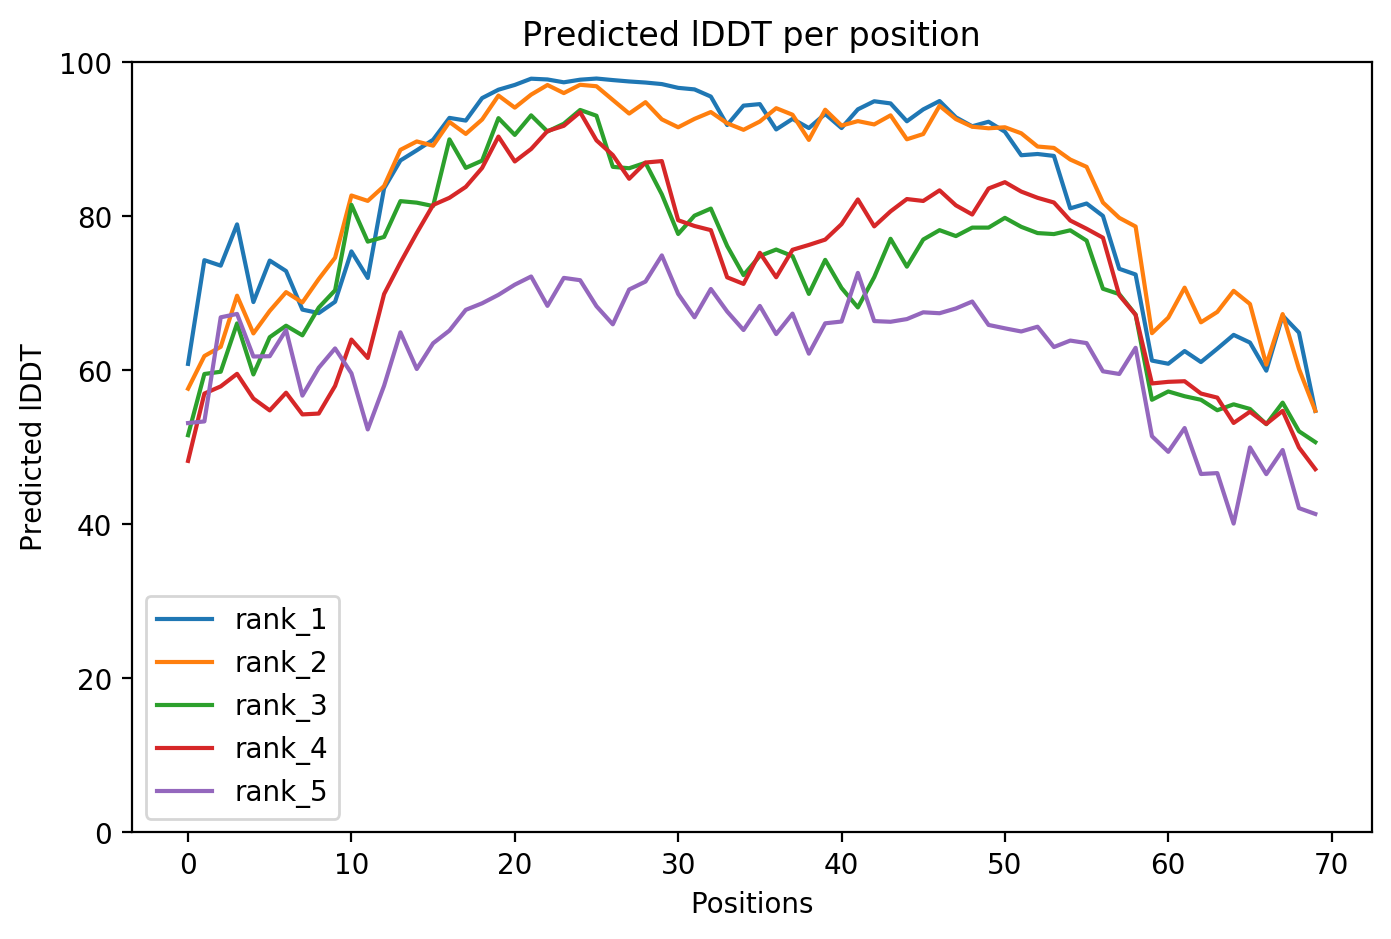 Predicted lDDT per position
100
80
60
40
20
0
Predicted lDDT
rank_1
rank_2
rank_3
rank_4
rank_5
0 10 20 30 40 50 60 70
Positions